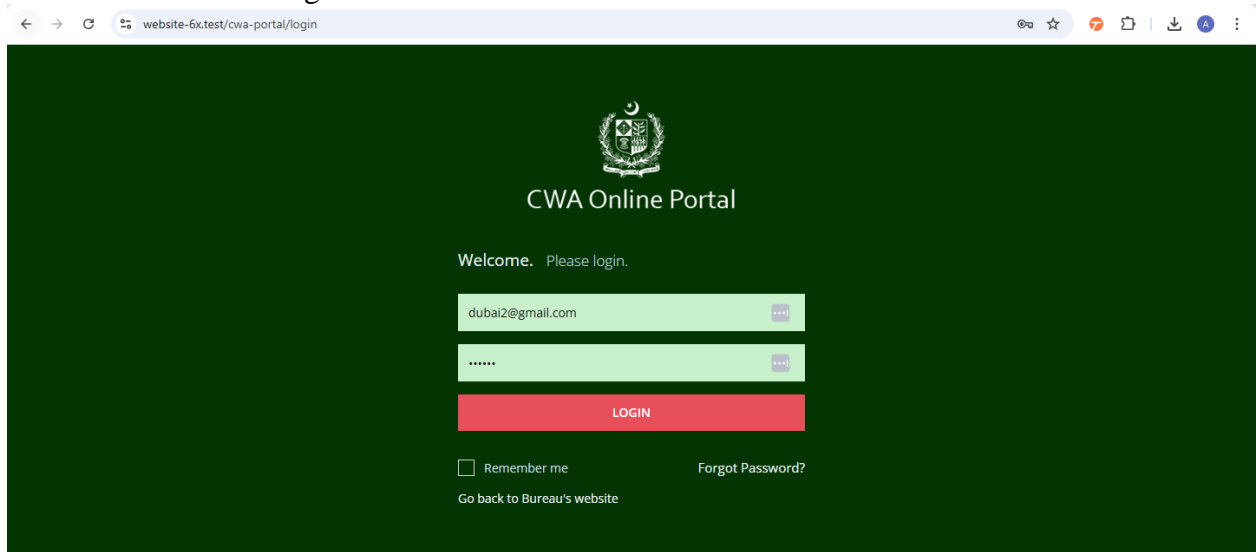 website-6x.test/cwa-portal/login
A
CWA Online Portal
Welcome. Please login.
dubai2@gmail.com
••••••
LOGIN
Remember me Forgot Password?
Go back to Bureau's website